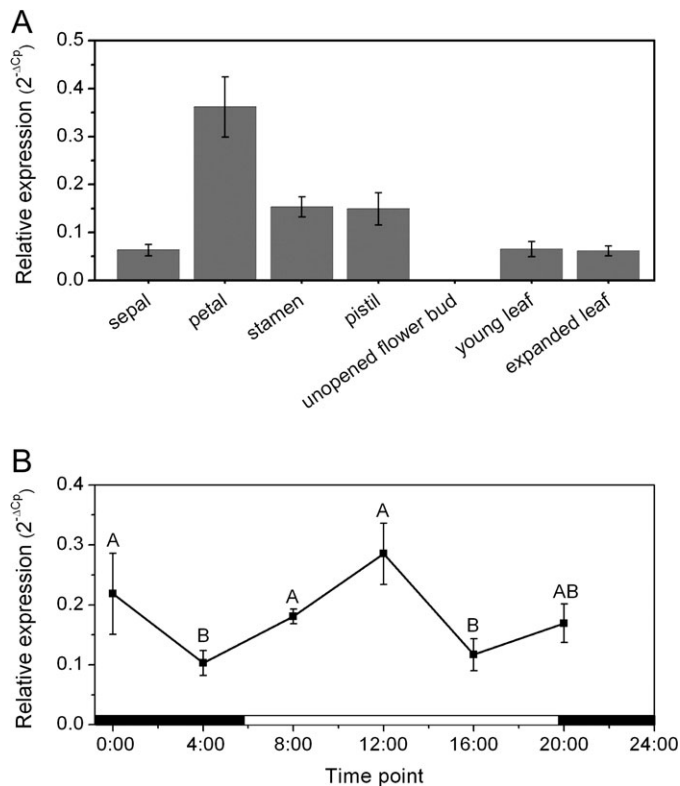 A
Relative expression (2^-ΔCp)
0.5
0.4
0.3
0.2
0.1
0.0
sepal
petal
stamen
pistil
unopened flower bud
young leaf
expanded leaf
B
Relative expression (2^-ΔCp)
0.4
0.3
0.2
0.1
0.0
A
B
A
A
B
AB
0:00 4:00 8:00 12:00 16:00 20:00 24:00
Time point